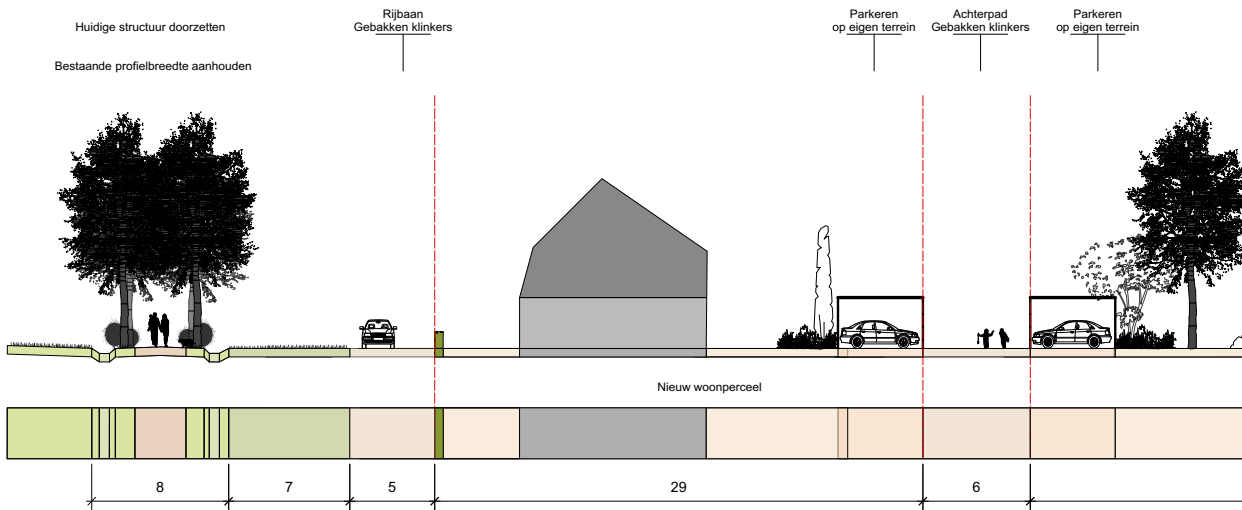 Huidige structuur doorzetten
Bestaande profielbreedte aanhouden
Rijbaan
Gebakken klinkers
Parkeren
op eigen terrein
Achterpad
Gebakken klinkers
Parkeren
op eigen terrein
Nieuw woonperceel
8
7
5
29
6